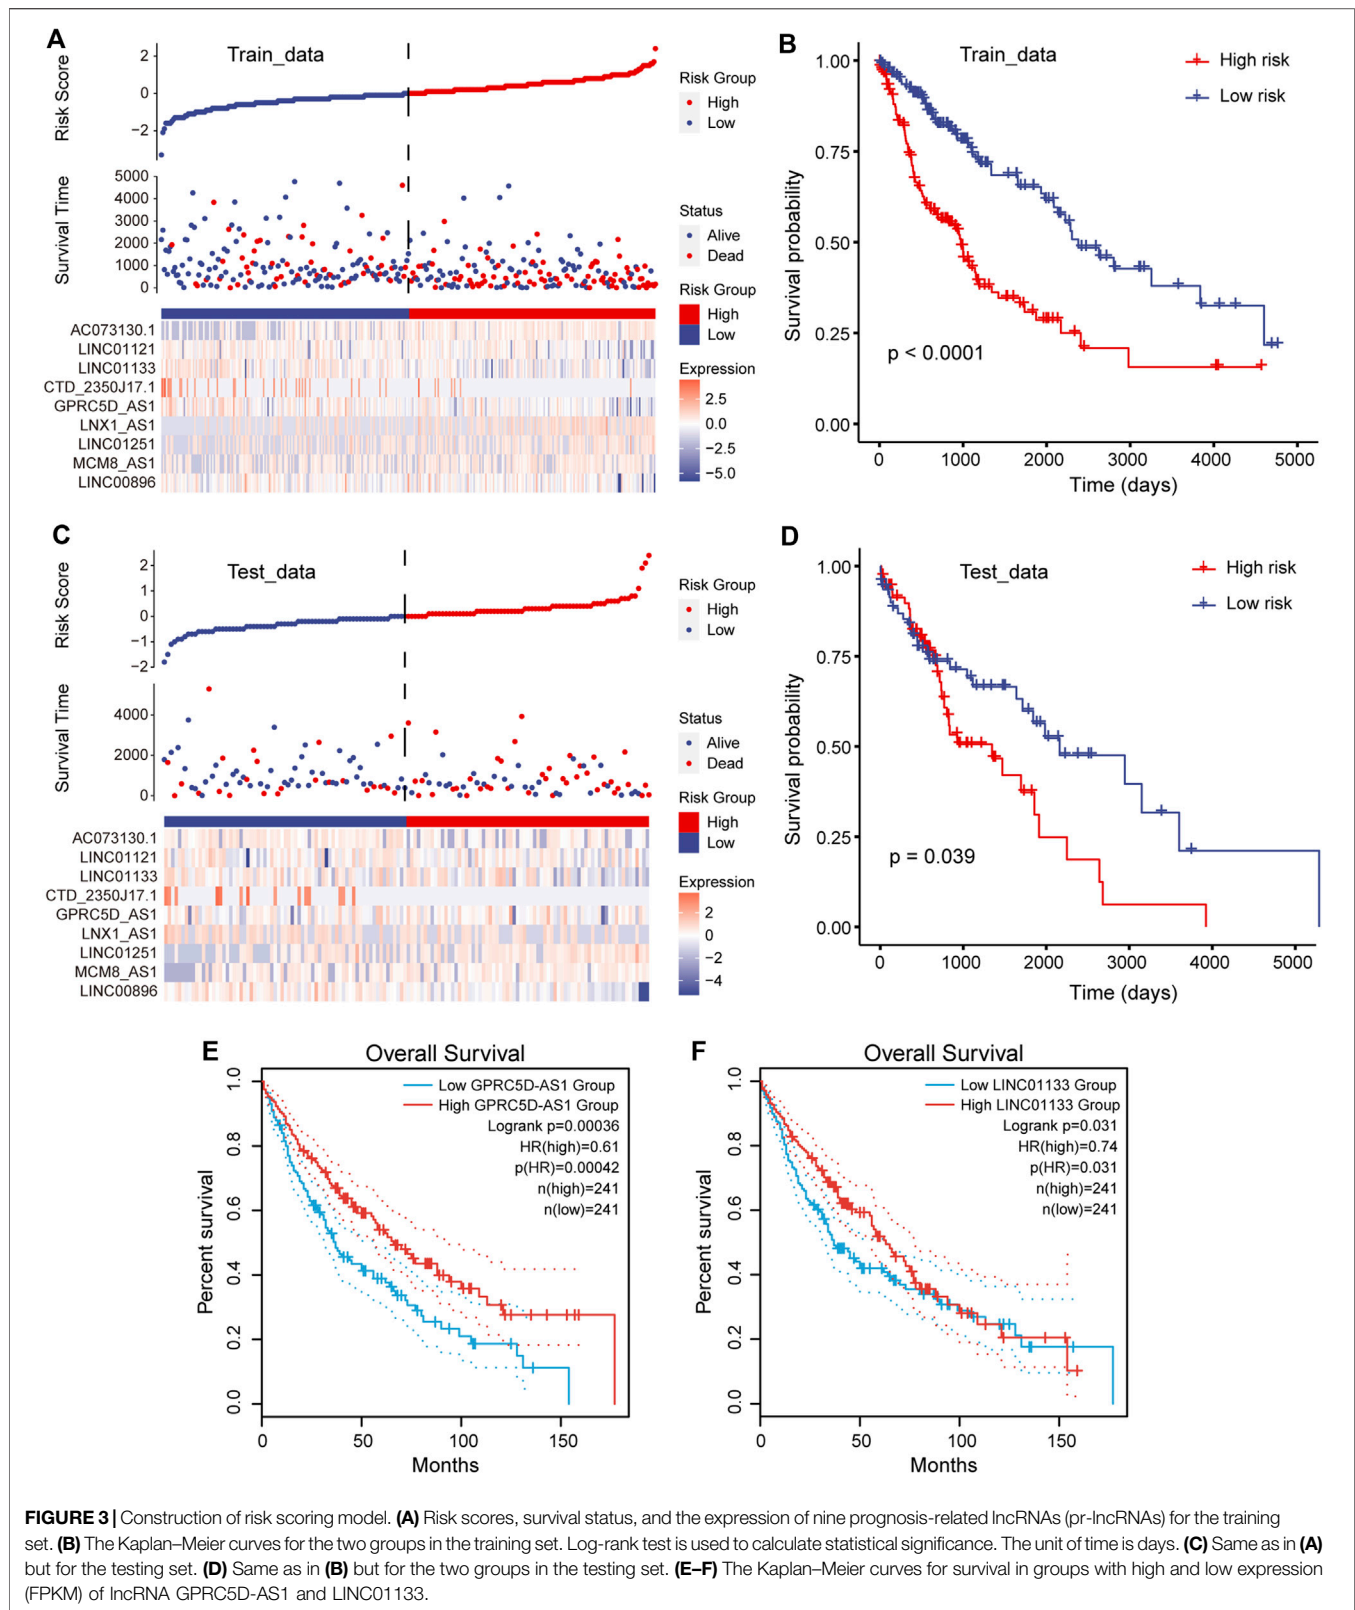 A
Train_data
Risk Score
2
0
−2
Risk Group
High
Low
Survival Time
5000
4000
3000
2000
1000
0
Status
Alive
Dead
Risk Group
High
Low
AC073130.1
LINC01121
LINC01133
CTD_2350J17.1
GPRC5D_AS1
LNX1_AS1
LINC01251
MCM8_AS1
LINC00896
Expression
2.5
0.0
−2.5
−5.0
B
Train_data
High risk
Low risk
Survival probability
1.00
0.75
0.50
0.25
0.00
p < 0.0001
0 1000 2000 3000 4000 5000
Time (days)
C
Test_data
Risk Score
2
1
0
−1
−2
Risk Group
High
Low
Survival Time
4000
2000
0
Status
Alive
Dead
Risk Group
High
Low
AC073130.1
LINC01121
LINC01133
CTD_2350J17.1
GPRC5D_AS1
LNX1_AS1
LINC01251
MCM8_AS1
LINC00896
Expression
2
0
−2
−4
D
Test_data
High risk
Low risk
Survival probability
1.00
0.75
0.50
0.25
0.00
p = 0.039
0 1000 2000 3000 4000 5000
Time (days)
E
Overall Survival
Low GPRC5D-AS1 Group
High GPRC5D-AS1 Group
Logrank p=0.00036
HR(high)=0.61
p(HR)=0.00042
n(high)=241
n(low)=241
Percent survival
1.0
0.8
0.6
0.4
0.2
0.0
0 50 100 150
Months
F
Overall Survival
Low LINC01133 Group
High LINC01133 Group
Logrank p=0.031
HR(high)=0.74
p(HR)=0.031
n(high)=241
n(low)=241
Percent survival
1.0
0.8
0.6
0.4
0.2
0.0
0 50 100 150
Months
FIGURE 3 | Construction of risk scoring model. (A) Risk scores, survival status, and the expression of nine prognosis-related lncRNAs (pr-lncRNAs) for the training
set. (B) The Kaplan–Meier curves for the two groups in the training set. Log-rank test is used to calculate statistical significance. The unit of time is days. (C) Same as in (A)
but for the testing set. (D) Same as in (B) but for the two groups in the testing set. (E–F) The Kaplan–Meier curves for survival in groups with high and low expression
(FPKM) of lncRNA GPRC5D-AS1 and LINC01133.